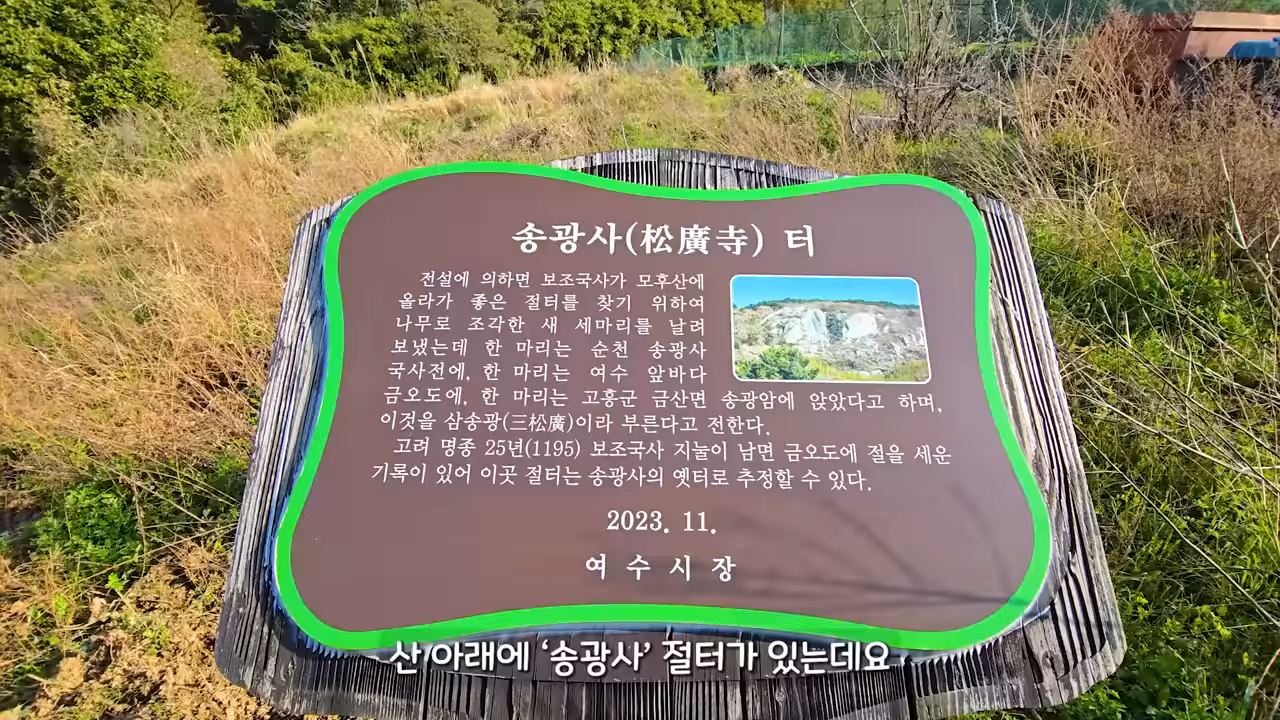 송광사(松廣寺) 터
전설에 의하면 보조국사가 모후산에
올라가 좋은 절터를 찾기 위하여
나무로 조각한 새 세마리를 날려
보냈는데 한 마리는 순천 송광사
국사전에, 한 마리는 여수 앞바다
금오도에, 한 마리는 고흥군 금산면 송광암에 앉았다고 하며,
이것을 삼송광(三松廣)이라 부른다고 전한다.
고려 명종 25년(1195) 보조국사 지눌이 남면 금오도에 절을 세운
기록이 있어 이곳 절터는 송광사의 옛터로 추정할 수 있다.
2023. 11.
여 수 시 장
산 아래에 ‘송광사’ 절터가 있는데요